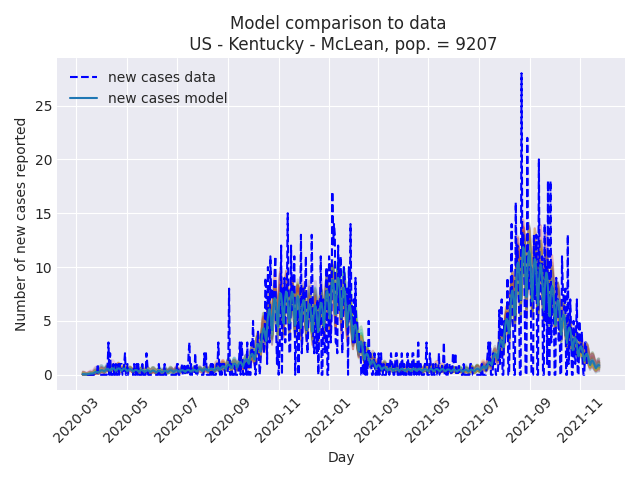 Model comparison to data
US - Kentucky - McLean, pop. = 9207
new cases data
new cases model
Number of new cases reported
25
20
15
10
5
0
2020-03
2020-05
2020-07
2020-09
2020-11
2021-01
2021-03
2021-05
2021-07
2021-09
2021-11
Day